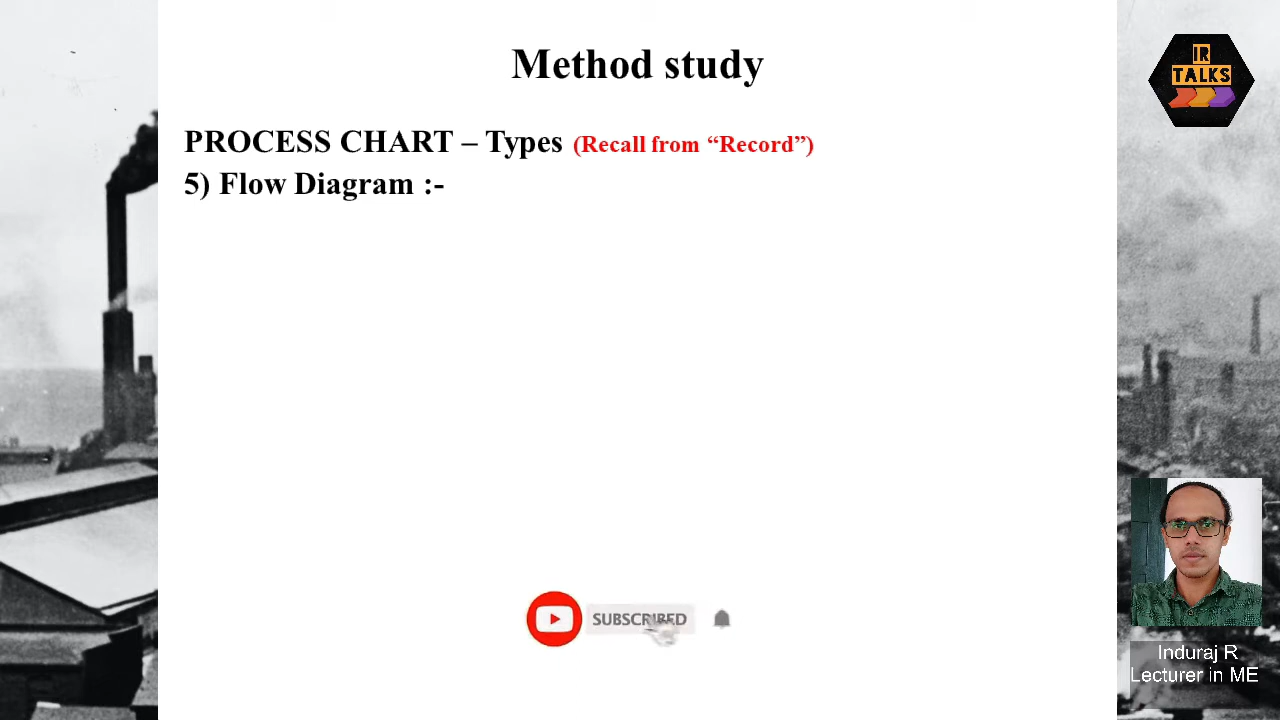 Method study
IR
TALKS
PROCESS CHART – Types (Recall from “Record”)
5) Flow Diagram :-
SUBSCRIBED
Induraj R
Lecturer in ME